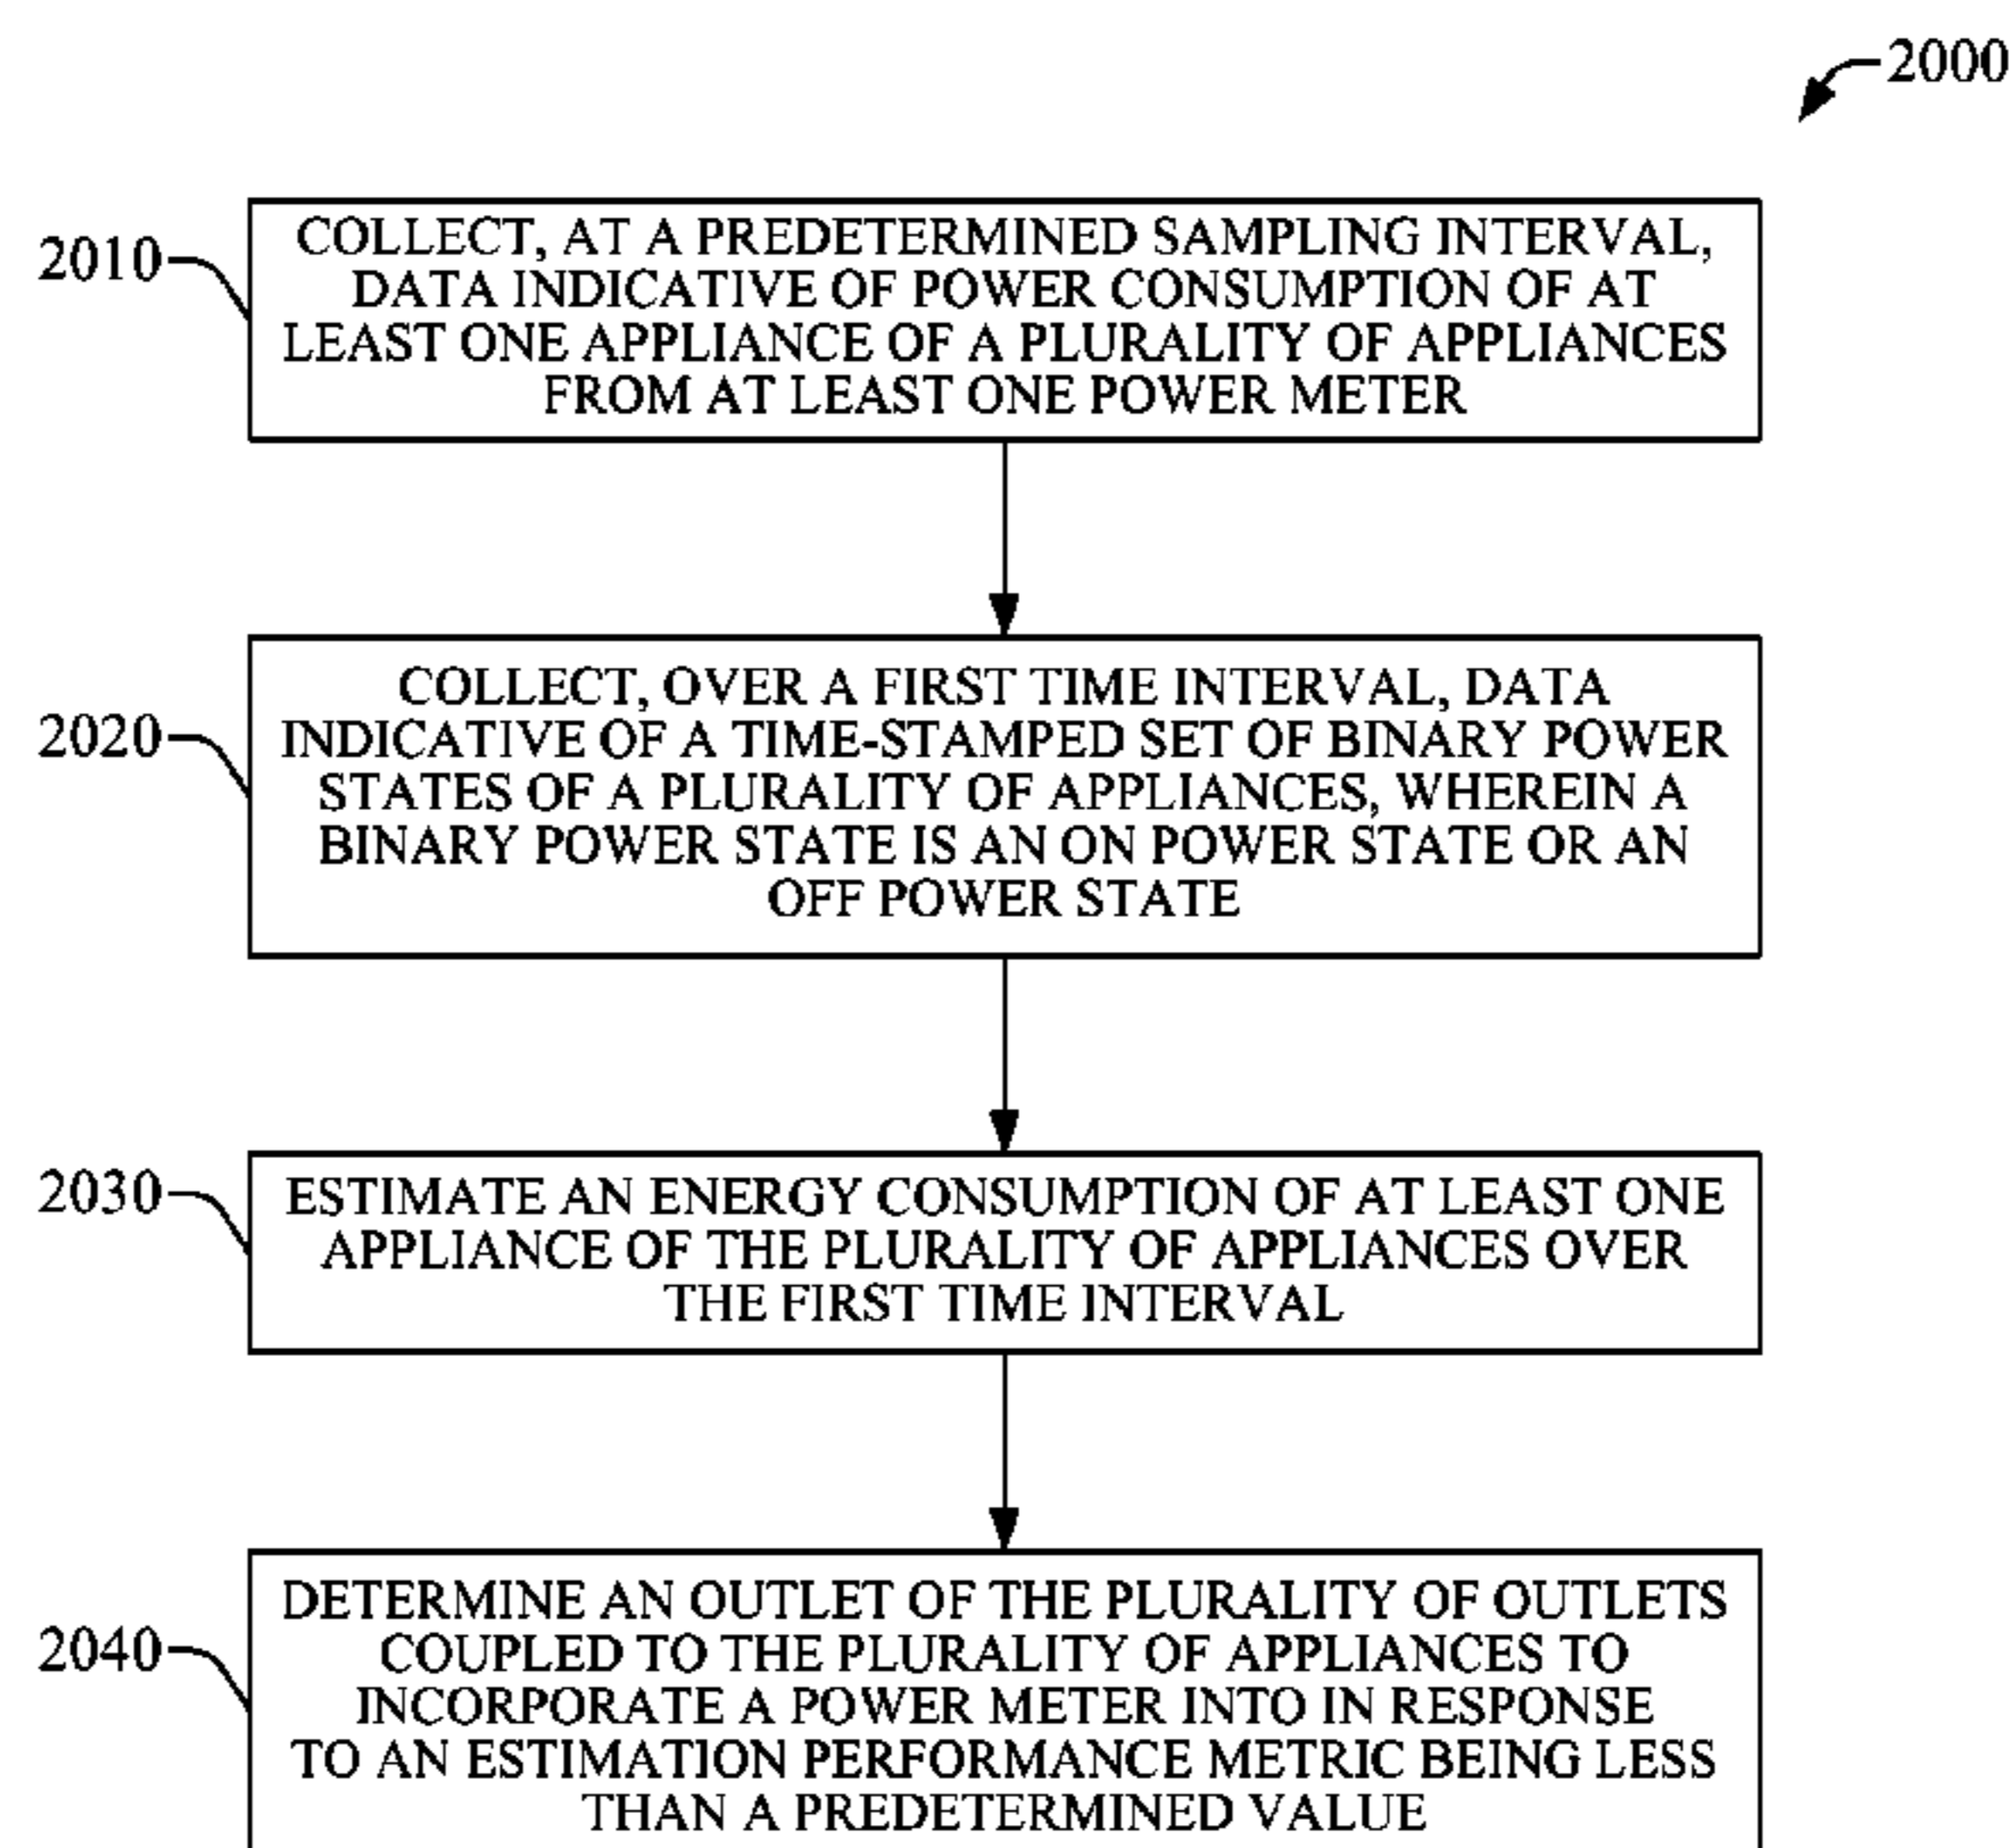 2000
2010
COLLECT, AT A PREDETERMINED SAMPLING INTERVAL,
DATA INDICATIVE OF POWER CONSUMPTION OF AT
LEAST ONE APPLIANCE OF A PLURALITY OF APPLIANCES
FROM AT LEAST ONE POWER METER
2020
COLLECT, OVER A FIRST TIME INTERVAL, DATA
INDICATIVE OF A TIME-STAMPED SET OF BINARY POWER
STATES OF A PLURALITY OF APPLIANCES, WHEREIN A
BINARY POWER STATE IS AN ON POWER STATE OR AN
OFF POWER STATE
2030
ESTIMATE AN ENERGY CONSUMPTION OF AT LEAST ONE
APPLIANCE OF THE PLURALITY OF APPLIANCES OVER
THE FIRST TIME INTERVAL
2040
DETERMINE AN OUTLET OF THE PLURALITY OF OUTLETS
COUPLED TO THE PLURALITY OF APPLIANCES TO
INCORPORATE A POWER METER INTO IN RESPONSE
TO AN ESTIMATION PERFORMANCE METRIC BEING LESS
THAN A PREDETERMINED VALUE